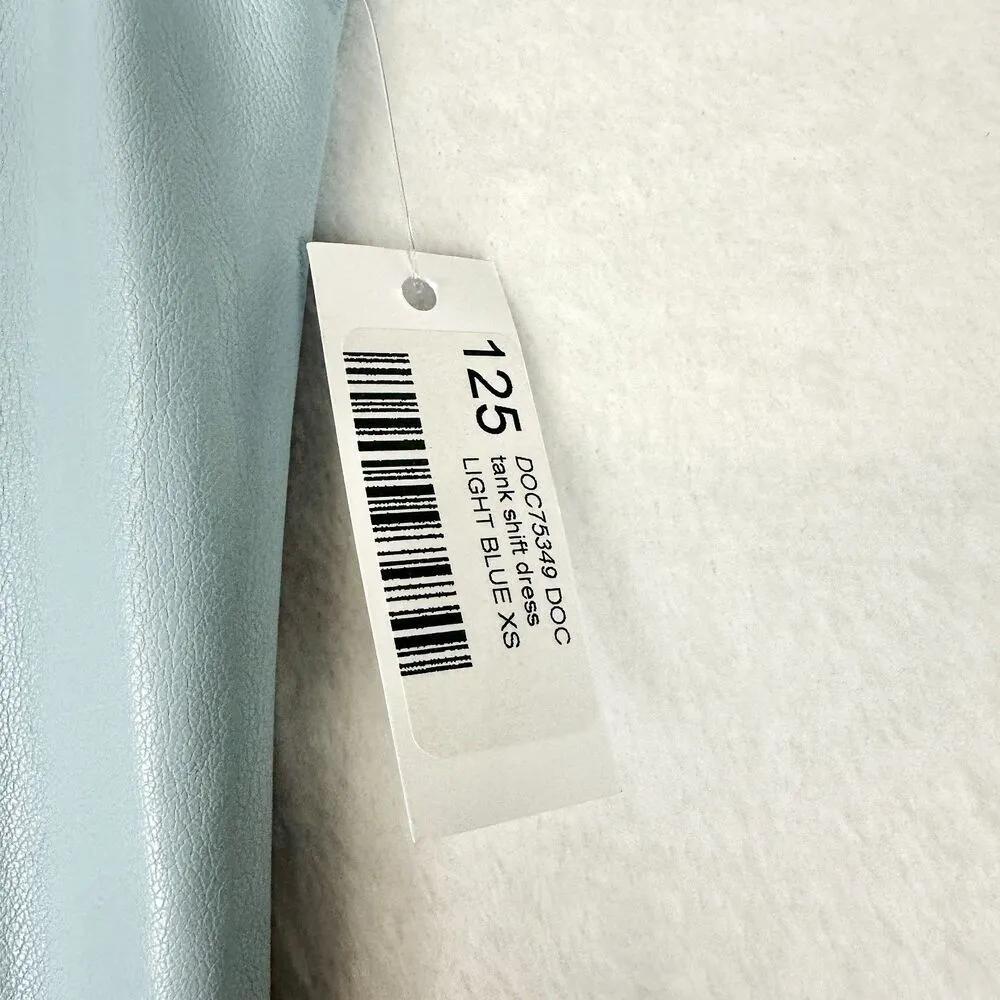 125
DOC75349 DOC
tank shift dress
LIGHT BLUE XS